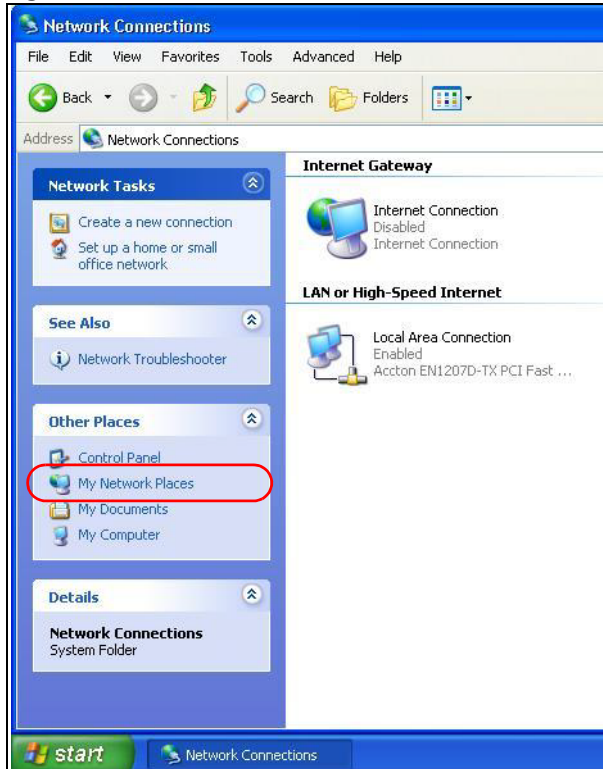 Network Connections
File Edit View Favorites Tools Advanced Help
Back Search Folders
Address Network Connections
Network Tasks
Create a new connection
Set up a home or small
office network
See Also
Network Troubleshooter
Other Places
Control Panel
My Network Places
My Documents
My Computer
Details
Network Connections
System Folder
Internet Gateway
Internet Connection
Disabled
Internet Connection
LAN or High-Speed Internet
Local Area Connection
Enabled
Accton EN1207D-TX PCI Fast ...
start Network Connections